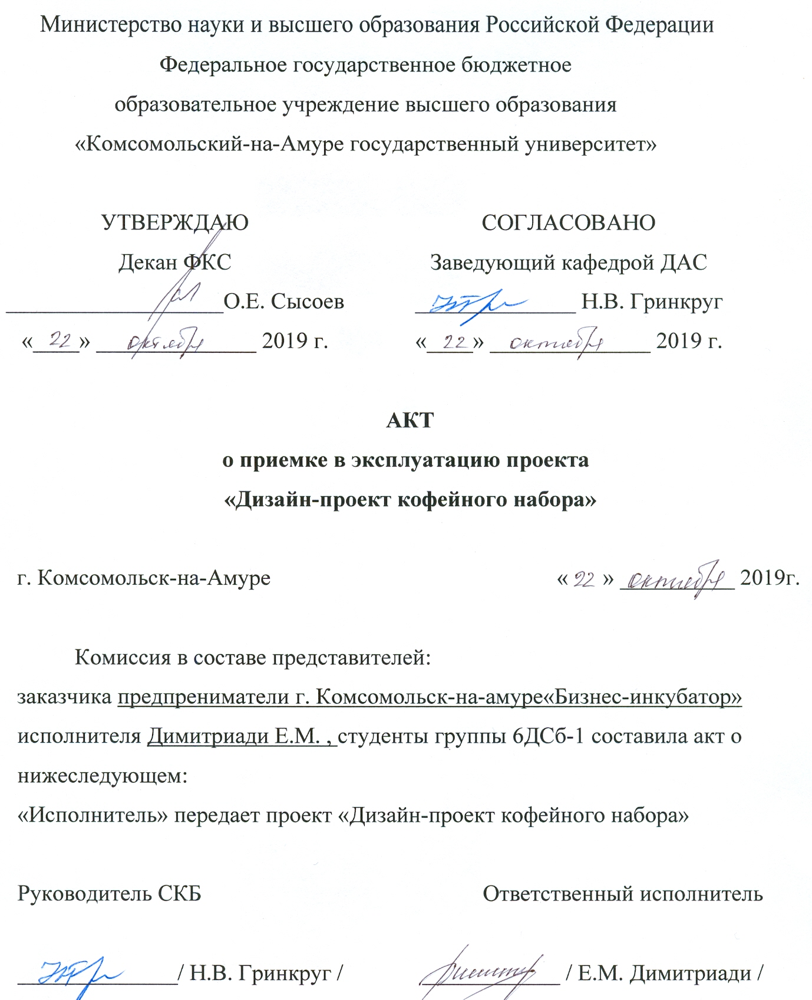 Министерство науки и высшего образования Российской Федерации
Федеральное государственное бюджетное
образовательное учреждение высшего образования
«Комсомольский-на-Амуре государственный университет»
УТВЕРЖДАЮ
Декан ФКС
О.Е. Сысоев
«22» октября 2019 г.
СОГЛАСОВАНО
Заведующий кафедрой ДАС
Н.В. Гринкруг
«22» октября 2019 г.
АКТ
о приемке в эксплуатацию проекта
«Дизайн-проект кофейного набора»
г. Комсомольск-на-Амуре «22» октября 2019г.
Комиссия в составе представителей:
заказчика предпрениматели г. Комсомольск-на-амуре«Бизнес-инкубатор»
исполнителя Димитриади Е.М. , студенты группы 6ДСб-1 составила акт о
нижеследующем:
«Исполнитель» передает проект «Дизайн-проект кофейного набора»
Руководитель СКБ Ответственный исполнитель
/ Н.В. Гринкруг / / Е.М. Димитриади /